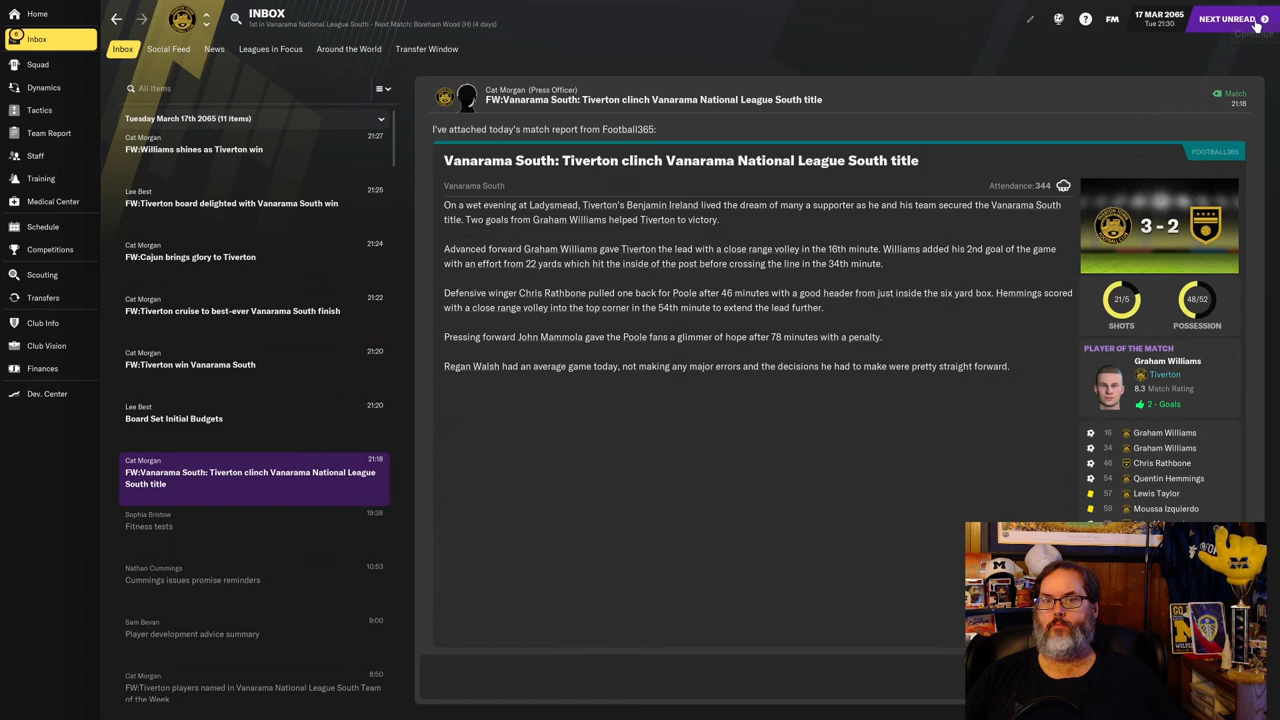 Home
Inbox
6
Squad
Dynamics
Tactics
Team Report
Staff
Training
Medical Center
Schedule
Competitions
Scouting
Transfers
Club Info
Club Vision
Finances
Dev. Center
INBOX
1st in Vanarama National League South - Next Match: Boreham Wood (H) (4 days)
FM
17 MAR 2065
Tue 21:30
NEXT UNREAD
Continue
Inbox
Social Feed
News
Leagues in Focus
Around the World
Transfer Window
All Items
Tuesday March 17th 2065 (11 items)
Cat Morgan
21:27
FW:Williams shines as Tiverton win
Lee Best
21:25
FW:Tiverton board delighted with Vanarama South win
Cat Morgan
21:24
FW:Cajun brings glory to Tiverton
Cat Morgan
21:22
FW:Tiverton cruise to best-ever Vanarama South finish
Cat Morgan
21:20
FW:Tiverton win Vanarama South
Lee Best
21:20
Board Set Initial Budgets
Cat Morgan
21:18
FW:Vanarama South: Tiverton clinch Vanarama National League
South title
Sophia Bristow
19:38
Fitness tests
Nathan Cummings
10:53
Cummings issues promise reminders
Sam Bevan
9:00
Player development advice summary
Cat Morgan
8:50
FW:Tiverton players named in Vanarama National League South Team
of the Week
Cat Morgan (Press Officer)
FW:Vanarama South: Tiverton clinch Vanarama National League South title
Match
21:18
I've attached today's match report from Football365:
Vanarama South: Tiverton clinch Vanarama National League South title
FOOTBALL365
Vanarama South
Attendance: 344
On a wet evening at Ladysmead, Tiverton's Benjamin Ireland lived the dream of many a supporter as he and his team secured the Vanarama South
title. Two goals from Graham Williams helped Tiverton to victory.
Advanced forward Graham Williams gave Tiverton the lead with a close range volley in the 16th minute. Williams added his 2nd goal of the game
with an effort from 22 yards which hit the inside of the post before crossing the line in the 34th minute.
Defensive winger Chris Rathbone pulled one back for Poole after 46 minutes with a good header from just inside the six yard box. Hemmings scored
with a close range volley into the top corner in the 54th minute to extend the lead further.
Pressing forward John Mammola gave the Poole fans a glimmer of hope after 78 minutes with a penalty.
Regan Walsh had an average game today, not making any major errors and the decisions he had to make were pretty straight forward.
3 - 2
21/5
SHOTS
48/52
POSSESSION
PLAYER OF THE MATCH
Graham Williams
Tiverton
8.3 Match Rating
2 - Goals
16 Graham Williams
34 Graham Williams
46 Chris Rathbone
54 Quentin Hemmings
57 Lewis Taylor
59 Moussa Izquierdo